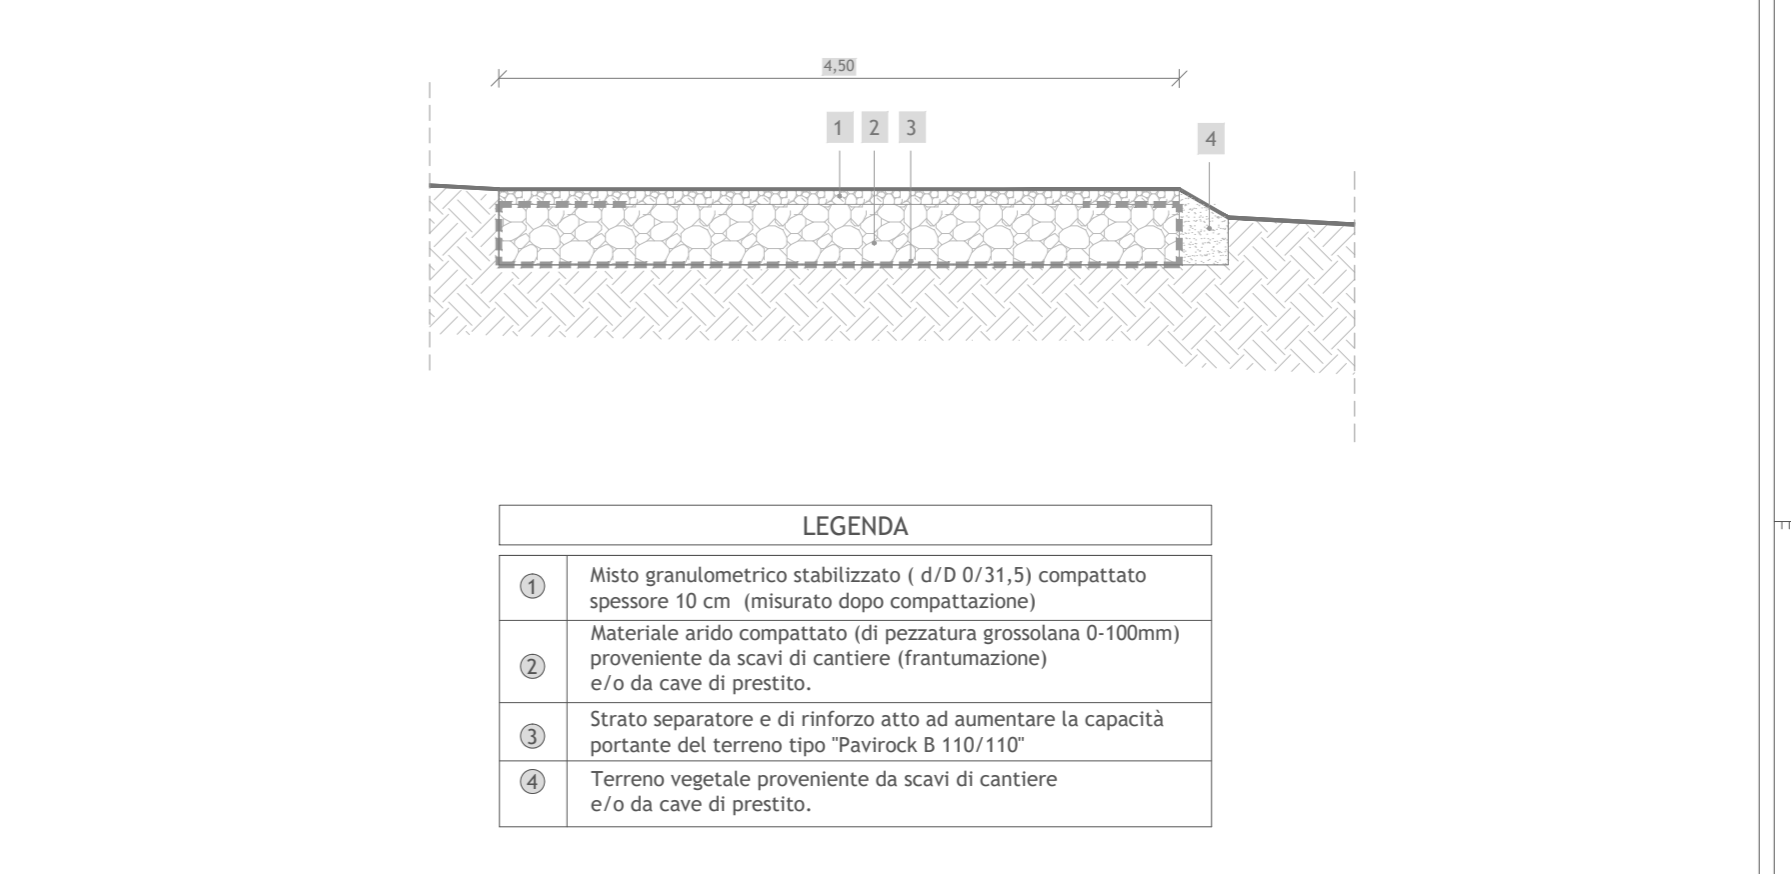 4,50
1 2 3
4
LEGENDA
1
Misto granulometrico stabilizzato ( d/D 0/31,5) compattato
spessore 10 cm  (misurato dopo compattazione)
2
Materiale arido compattato (di pezzatura grossolana 0-100mm)
proveniente da scavi di cantiere (frantumazione)
e/o da cave di prestito.
3
Strato separatore e di rinforzo atto ad aumentare la capacità
portante del terreno tipo "Pavirock B 110/110"
4
Terreno vegetale proveniente da scavi di cantiere
e/o da cave di prestito.